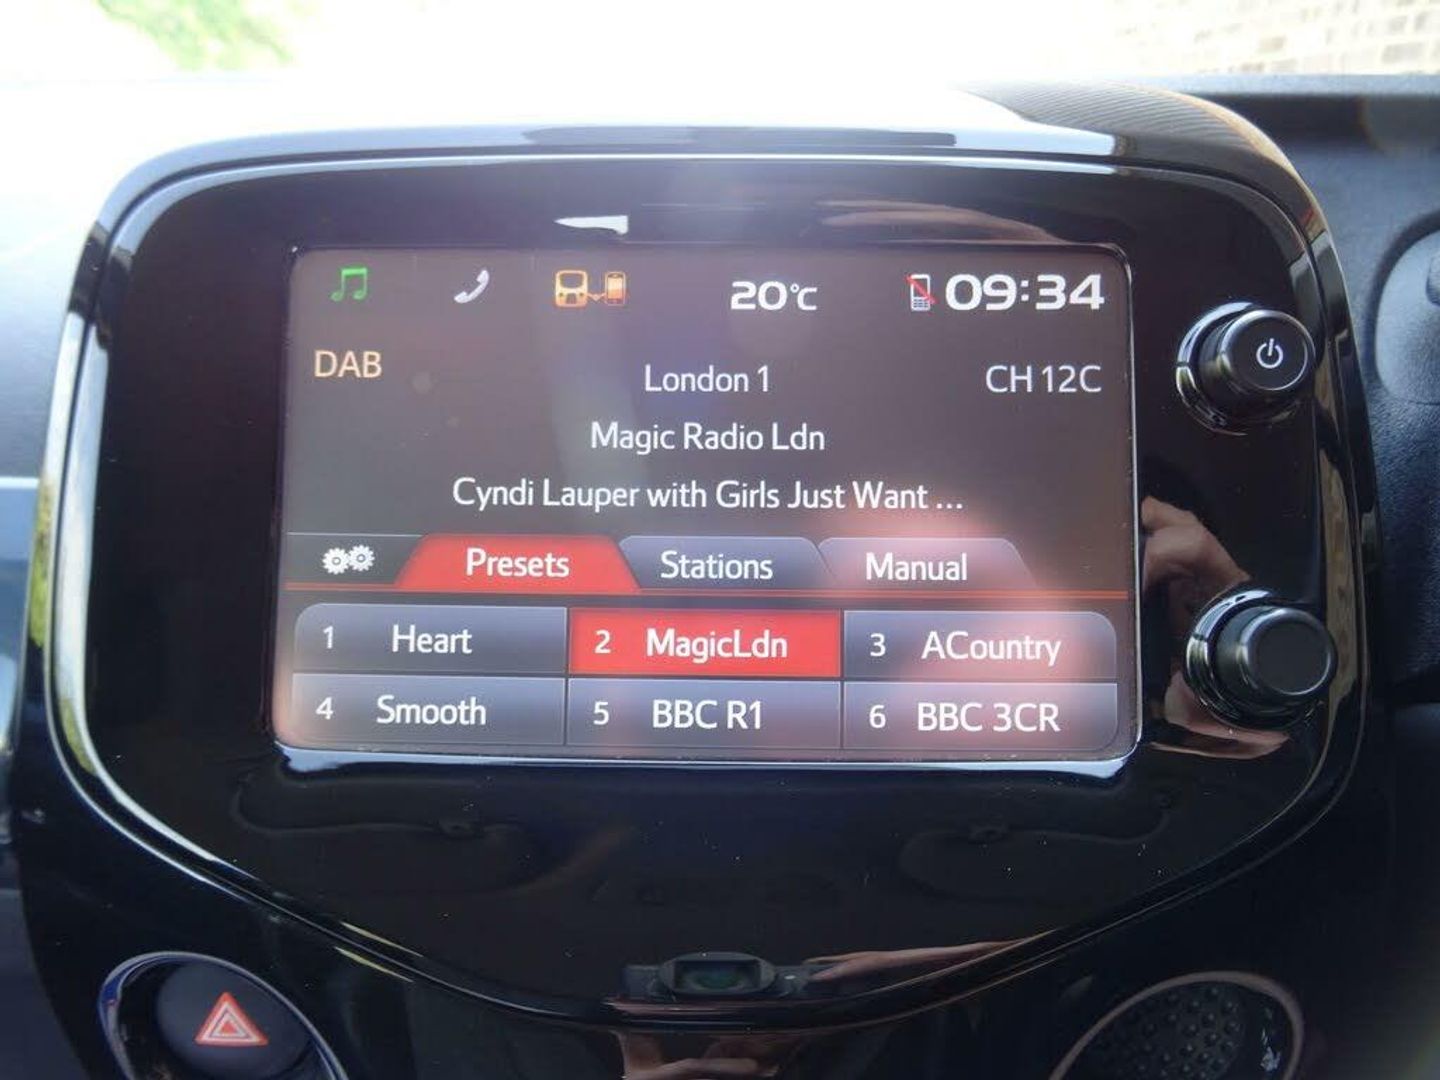 20°C 09:34
DAB London 1 CH 12C
Magic Radio Ldn
Cyndi Lauper with Girls Just Want ...
Presets Stations Manual
1 Heart 2 MagicLdn 3 ACountry
4 Smooth 5 BBC R1 6 BBC 3CR